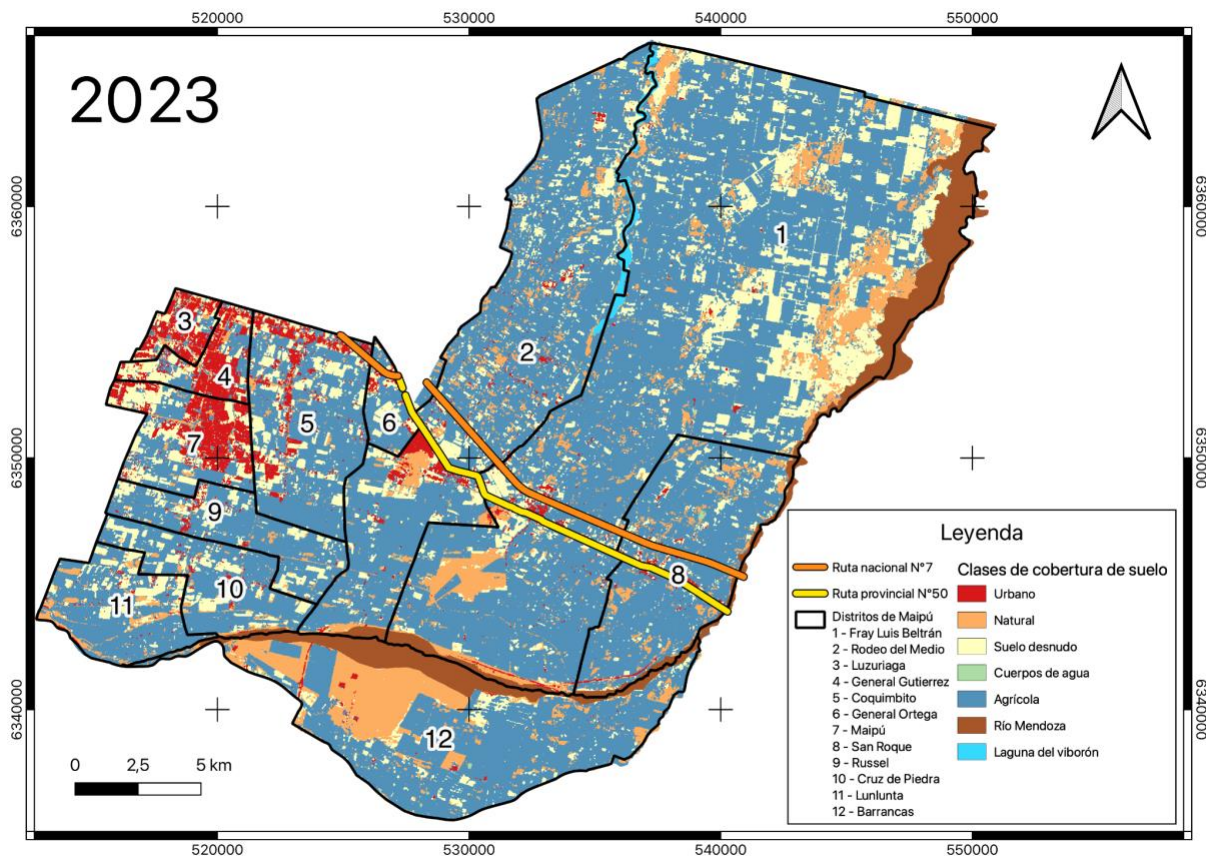 520000 530000 540000 550000
2023
6360000 6360000
6350000 6350000
6340000 6340000
1
2
3
4
5
6
7
8
9
10
11
12
0 2,5 5 km
Leyenda
Ruta nacional N°7
Ruta provincial N°50
Distritos de Maipú
1 - Fray Luis Beltrán
2 - Rodeo del Medio
3 - Luzuriaga
4 - General Gutierrez
5 - Coquimbito
6 - General Ortega
7 - Maipú
8 - San Roque
9 - Russel
10 - Cruz de Piedra
11 - Lunlunta
12 - Barrancas
Clases de cobertura de suelo
Urbano
Natural
Suelo desnudo
Cuerpos de agua
Agrícola
Río Mendoza
Laguna del viborón
520000 530000 540000 550000